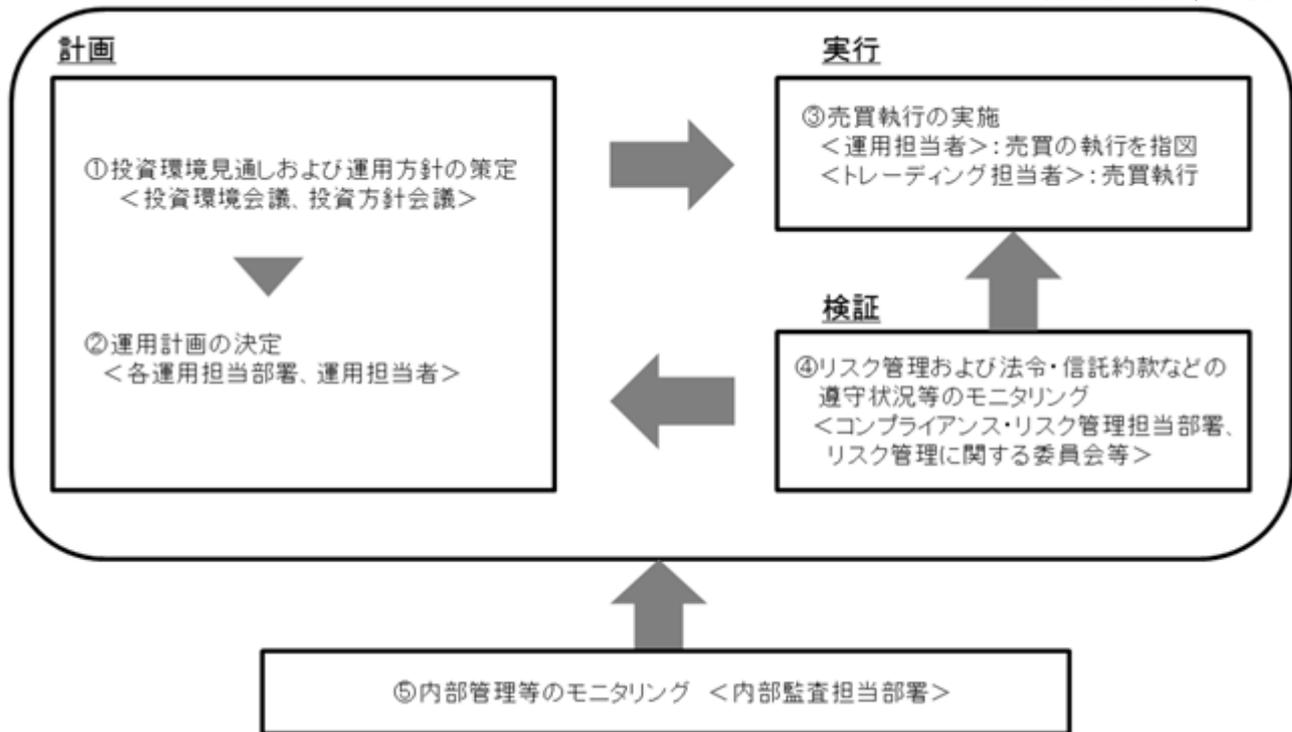 計画
①投資環境見通しおよび運用方針の策定
＜投資環境会議、投資方針会議＞
②運用計画の決定
＜各運用担当部署、運用担当者＞
実行
③売買執行の実施
＜運用担当者＞：売買の執行を指図
＜トレーディング担当者＞：売買執行
検証
④リスク管理および法令・信託約款などの
遵守状況等のモニタリング
＜コンプライアンス・リスク管理担当部署、
リスク管理に関する委員会等＞
⑤内部管理等のモニタリング ＜内部監査担当部署＞